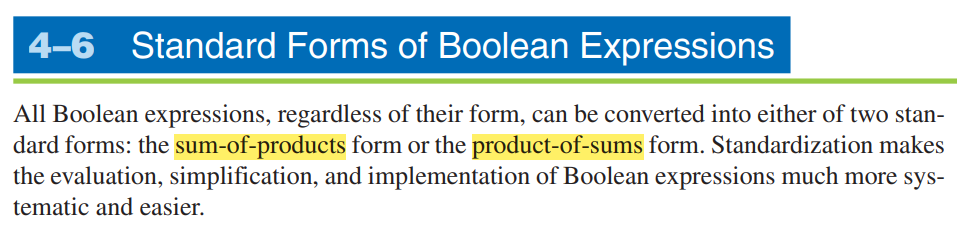 4–6 Standard Forms of Boolean Expressions
All Boolean expressions, regardless of their form, can be converted into either of two stan-
dard forms: the sum-of-products form or the product-of-sums form. Standardization makes
the evaluation, simplification, and implementation of Boolean expressions much more sys-
tematic and easier.